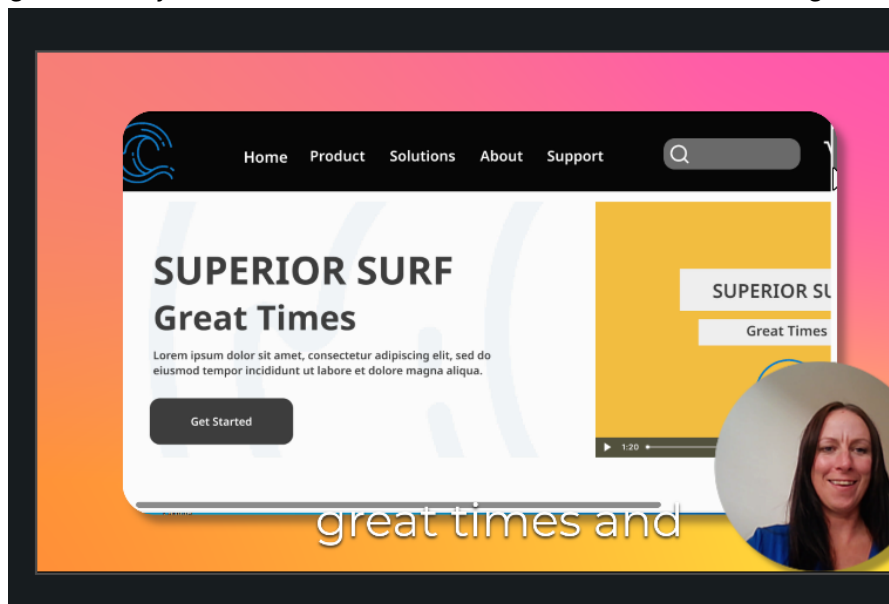 Home Product Solutions About Support
SUPERIOR SURF
Great Times
Lorem ipsum dolor sit amet, consectetur adipiscing elit, sed do
eiusmod tempor incididunt ut labore et dolore magna aliqua.
Get Started
SUPERIOR SU
Great Times
1:20
great times and